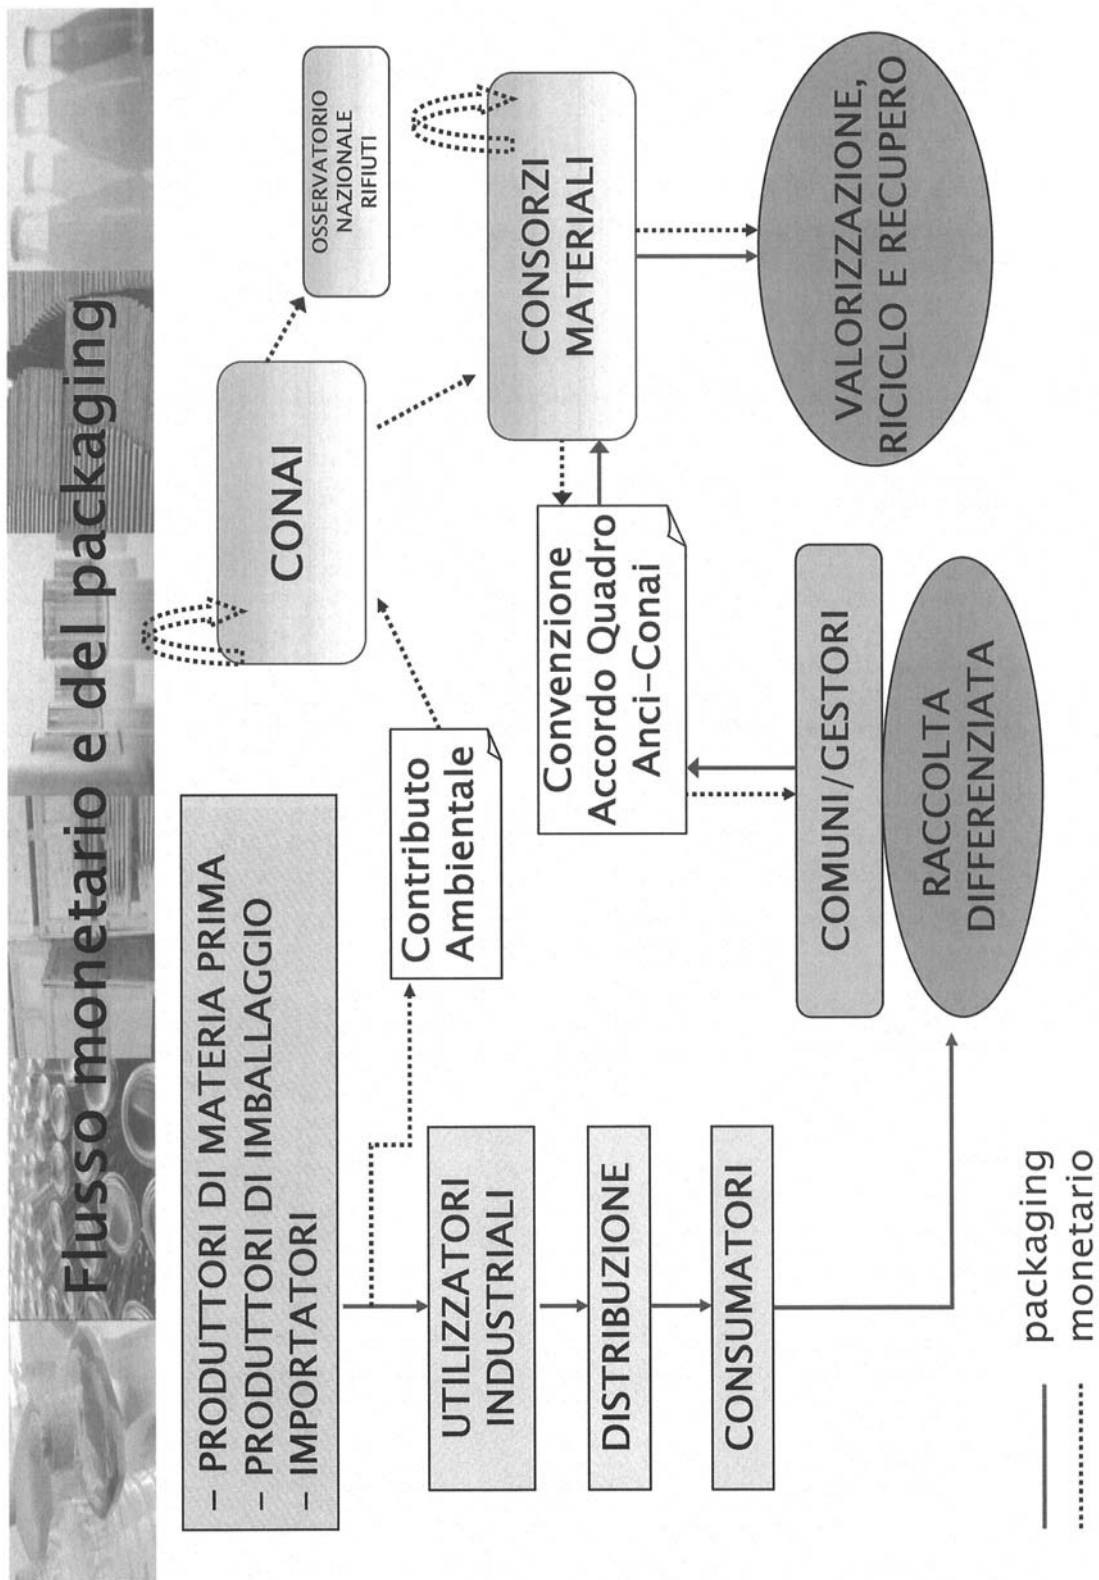 Flusso monetario e del packaging
– PRODUTTORI DI MATERIA PRIMA
– PRODUTTORI DI IMBALLAGGIO
– IMPORTATORI
CONAI
OSSERVATORIO
NAZIONALE
RIFIUTI
Contributo
Ambientale
UTILIZZATORI
INDUSTRIALI
Convenzione
Accordo Quadro
Anci-Conai
CONSORZI
MATERIALI
DISTRIBUZIONE
CONSUMATORI
COMUNI/GESTORI
RACCOLTA
DIFFERENZIATA
VALORIZZAZIONE,
RICICLO E RECUPERO
packaging
monetario